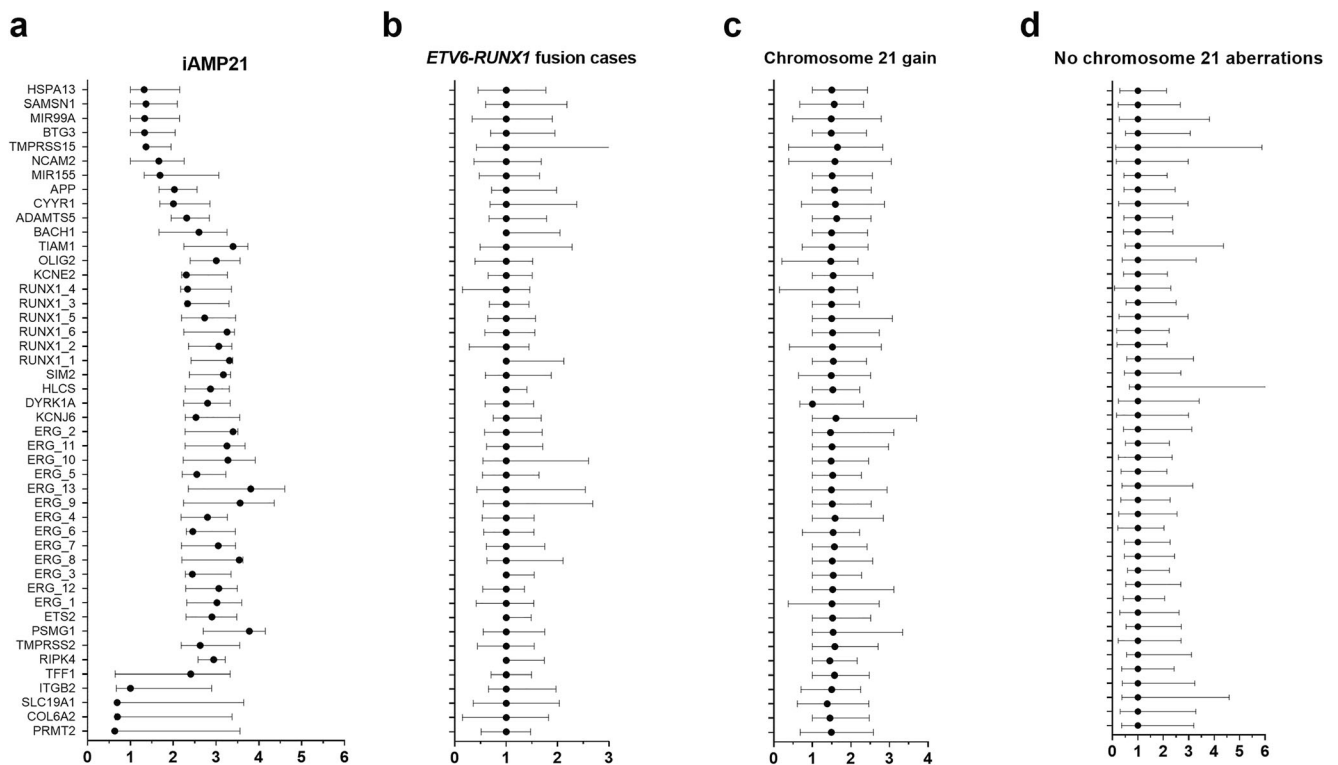 a
iAMP21
HSPA13
SAMSN1
MIR99A
BTG3
TMPRSS15
NCAM2
MIR155
APP
CYYR1
ADAMTS5
BACH1
TIAM1
OLIG2
KCNE2
RUNX1_4
RUNX1_3
RUNX1_5
RUNX1_6
RUNX1_2
RUNX1_1
SIM2
HLCS
DYRK1A
KCNJ6
ERG_2
ERG_11
ERG_10
ERG_5
ERG_13
ERG_9
ERG_4
ERG_6
ERG_7
ERG_8
ERG_3
ERG_12
ERG_1
ETS2
PSMG1
TMPRSS2
RIPK4
TFF1
ITGB2
SLC19A1
COL6A2
PRMT2
0 1 2 3 4 5 6
b
ETV6-RUNX1 fusion cases
0 1 2 3
c
Chromosome 21 gain
0 1 2 3 4
d
No chromosome 21 aberrations
0 1 2 3 4 5 6